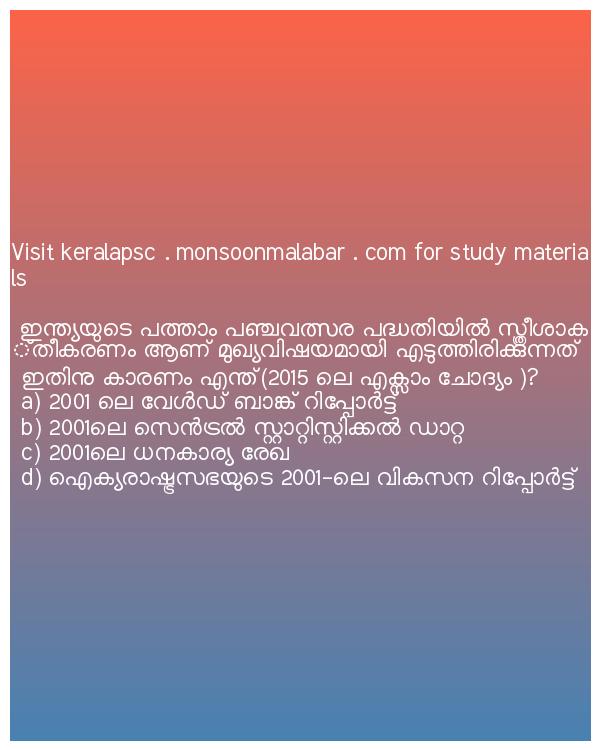 Visit keralapsc . monsoonmalabar . com for study materia
ls
ഇന്ത്യയുടെ പത്താം പഞ്ചവത്സര പദ്ധതിയിൽ സ്ത്രീശാക
്തീകരണം ആണ് മുഖ്യവിഷയമായി എടുത്തിരിക്കുന്നത്
ഇതിനു കാരണം എന്ത്(2015 ലെ എക്സാം ചോദ്യം )?
a) 2001 ലെ വേൾഡ് ബാങ്ക് റിപ്പോർട്ട്
b) 2001ലെ സെൻട്രൽ സ്റ്റാറ്റിസ്റ്റിക്കൽ ഡാറ്റ
c) 2001ലെ ധനകാര്യ രേഖ
d) ഐക്യരാഷ്ട്രസഭയുടെ 2001-ലെ വികസന റിപ്പോർട്ട്